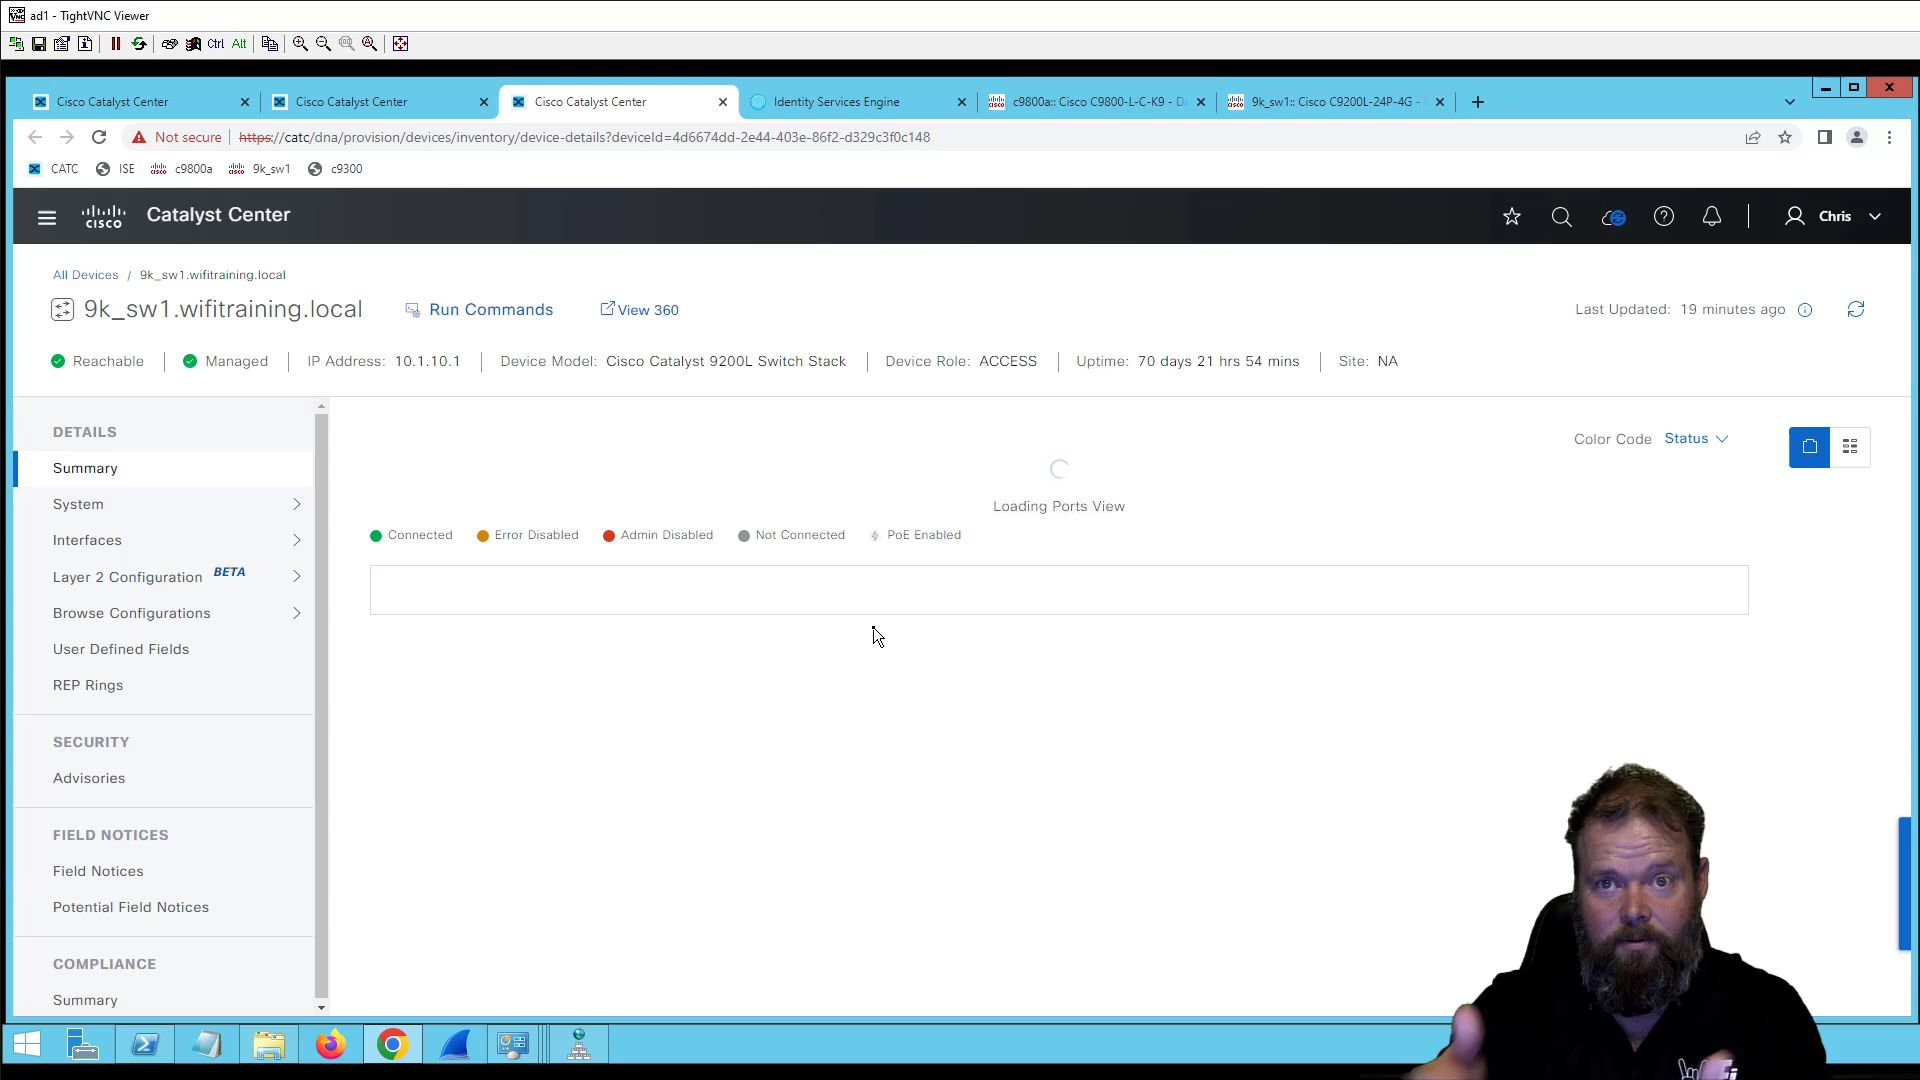 ad1 - TightVNC Viewer
Ctrl Alt
Cisco Catalyst Center
Cisco Catalyst Center
Cisco Catalyst Center
Identity Services Engine
c9800a:: Cisco C9800-L-C-K9 - D
9k_sw1:: Cisco C9200L-24P-4G -
Not secure
https://catc/dna/provision/devices/inventory/device-details?deviceId=4d6674dd-2e44-403e-86f2-d329c3f0c148
CATC
ISE
c9800a
9k_sw1
c9300
cisco
Catalyst Center
Chris
All Devices / 9k_sw1.wifitraining.local
9k_sw1.wifitraining.local
Run Commands
View 360
Last Updated: 19 minutes ago
Reachable
Managed
IP Address: 10.1.10.1
Device Model: Cisco Catalyst 9200L Switch Stack
Device Role: ACCESS
Uptime: 70 days 21 hrs 54 mins
Site: NA
DETAILS
Summary
System
Interfaces
Layer 2 Configuration BETA
Browse Configurations
User Defined Fields
REP Rings
SECURITY
Advisories
FIELD NOTICES
Field Notices
Potential Field Notices
COMPLIANCE
Summary
Color Code Status
Loading Ports View
Connected
Error Disabled
Admin Disabled
Not Connected
PoE Enabled